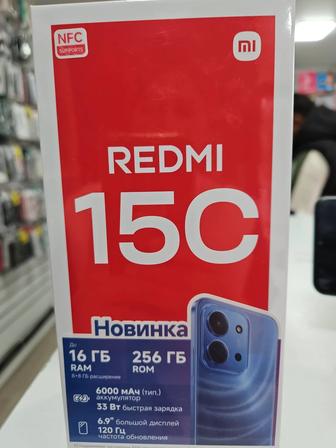 NFC
SUPPORTS
mi
REDMI
15C
Новинка
До
16 ГБ 256 ГБ
RAM ROM
8+8 ГБ расширение
6000 мАч (тип.)
аккумулятор
33 Вт быстрая зарядка
6.9" большой дисплей
120 Гц
частота обновления